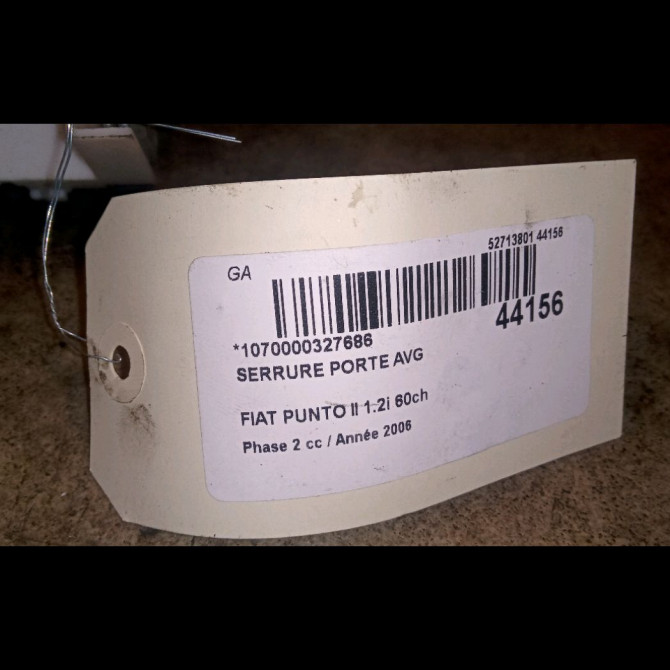 GA
52713801 44156
44156
*1070000327686
SERRURE PORTE AVG
FIAT PUNTO II 1.2i 60ch
Phase 2 cc / Année 2006